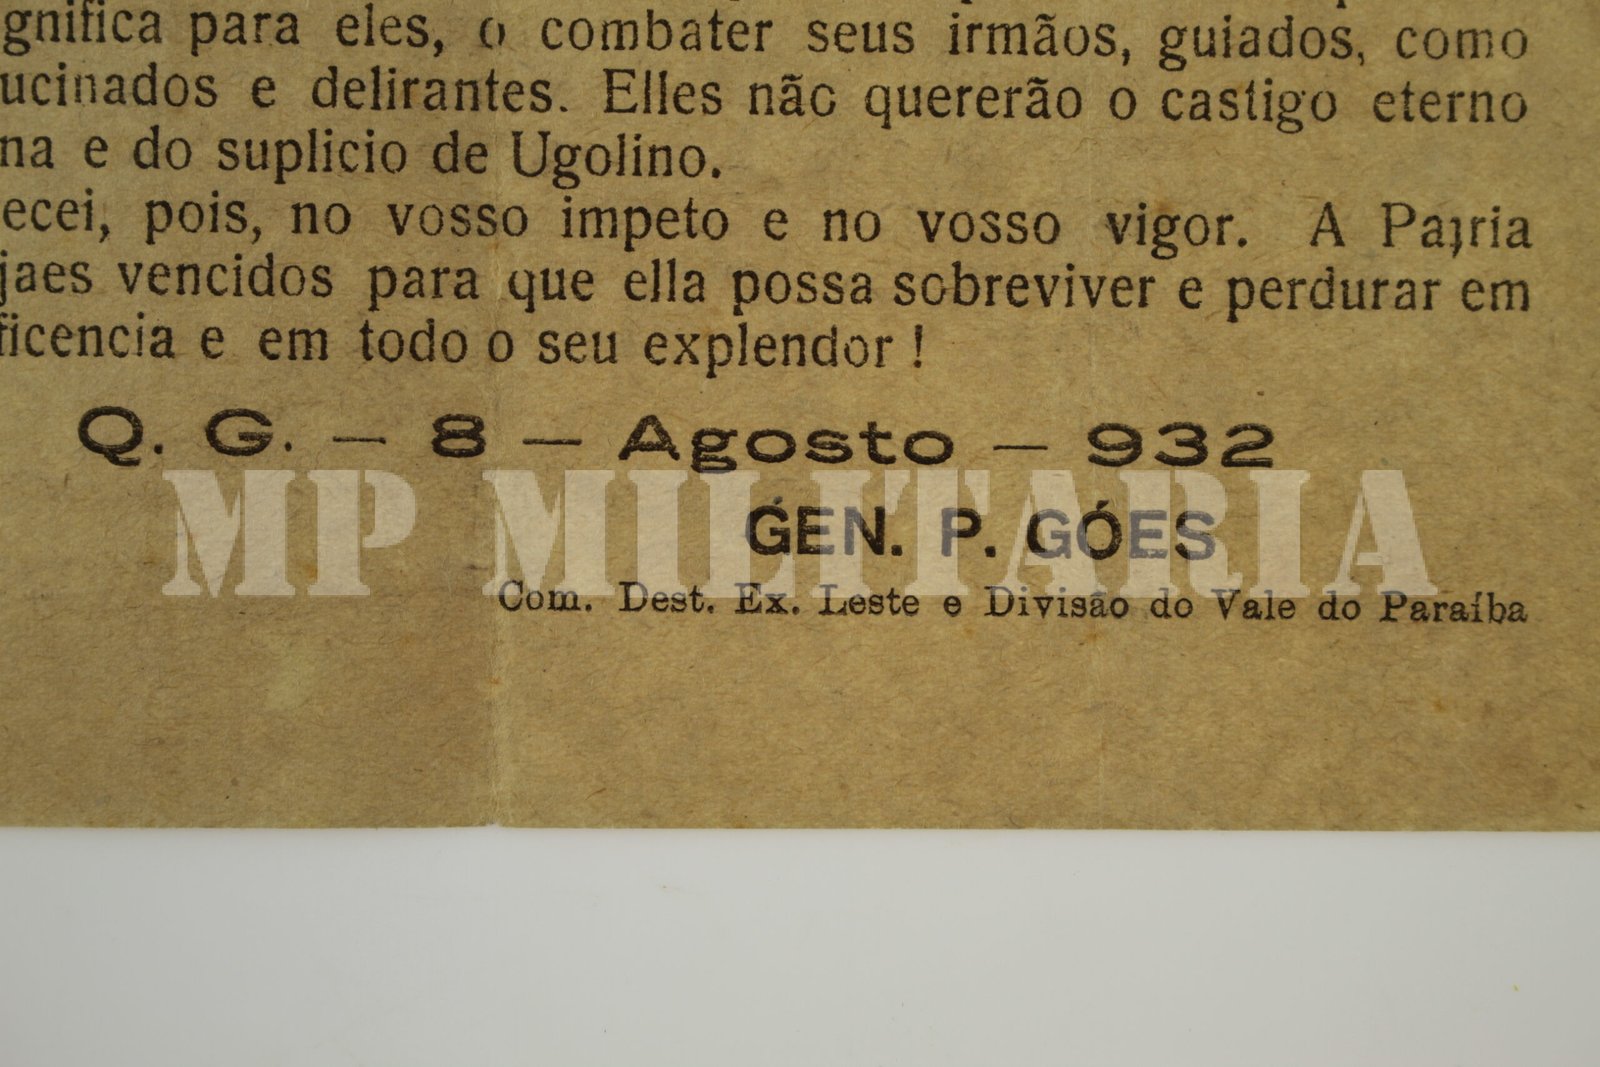 gnifica para eles, o combater seus irmãos, guiados, como
ucinados e delirantes. Elles não quererão o castigo eterno
na e do suplicio de Ugolino.
ecei, pois, no vosso impeto e no vosso vigor. A Patria
jaes vencidos para que ella possa sobreviver e perdurar em
ficencia e em todo o seu explendor !
Q. G. — 8 — Agosto — 932
MP MILITARIA
GEN. P. GÓES
Com. Dest. Ex. Leste e Divisão do Vale do Paraíba